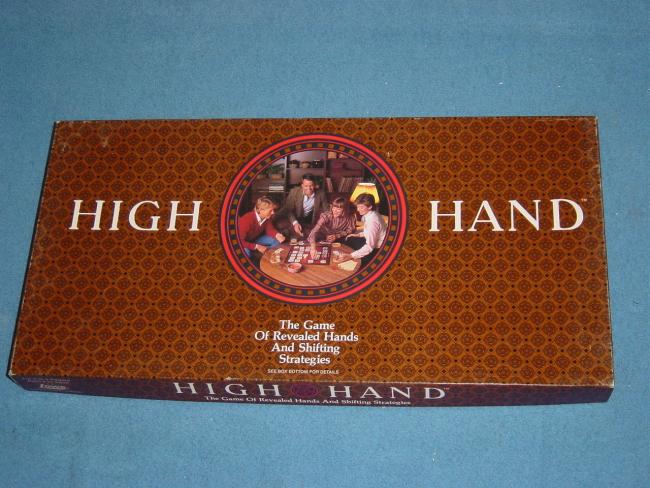 HIGH HAND™
The Game
Of Revealed Hands
And Shifting
Strategies
SEE BOX BOTTOM FOR DETAILS
HIGH HAND™
The Game Of Revealed Hands And Shifting Strategies